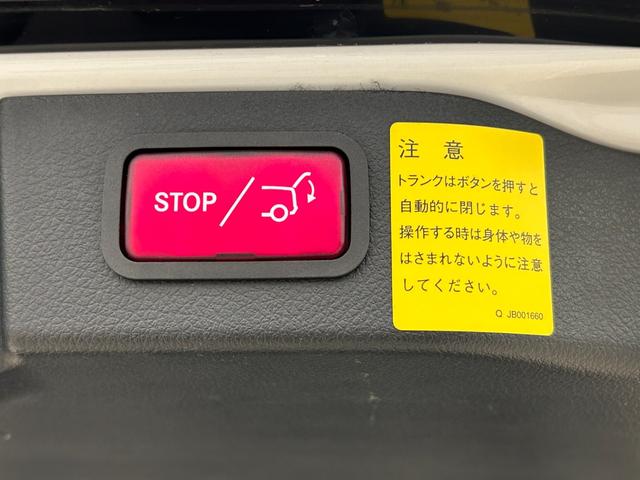 STOP
注 意
トランクはボタンを押すと
自動的に閉じます。
操作する時は身体や物を
はさまれないように注意
してください。
Q JB001660